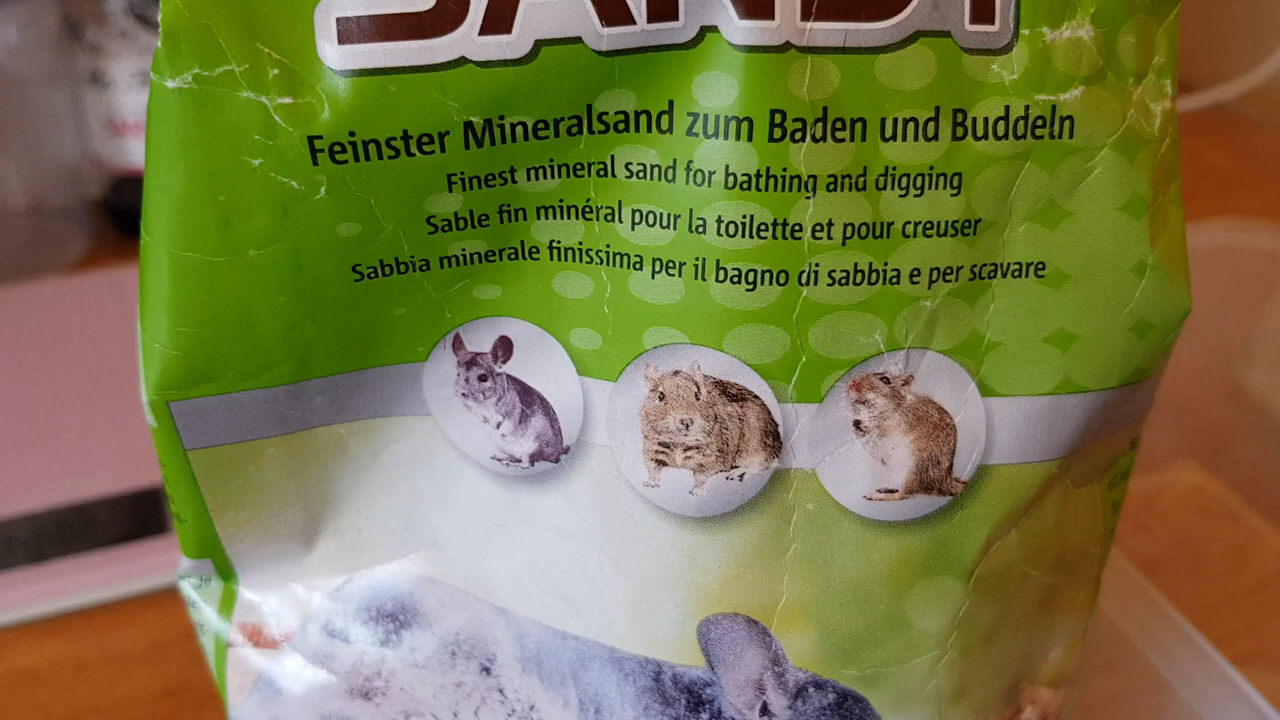 SANDY
Feinster Mineralsand zum Baden und Buddeln
Finest mineral sand for bathing and digging
Sable fin minéral pour la toilette et pour creuser
Sabbia minerale finissima per il bagno di sabbia e per scavare